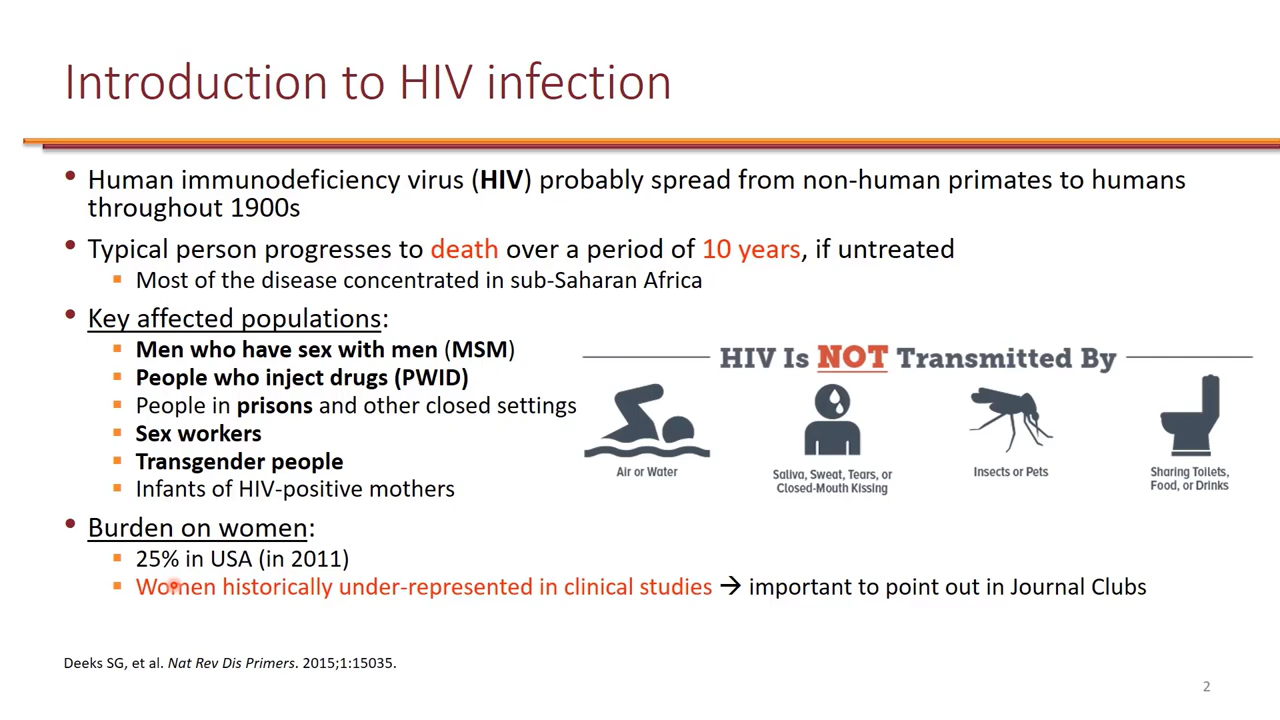 Introduction to HIV infection
• Human immunodeficiency virus (HIV) probably spread from non-human primates to humans
throughout 1900s
• Typical person progresses to death over a period of 10 years, if untreated
▪ Most of the disease concentrated in sub-Saharan Africa
• Key affected populations:
▪ Men who have sex with men (MSM)
▪ People who inject drugs (PWID)
▪ People in prisons and other closed settings
▪ Sex workers
▪ Transgender people
▪ Infants of HIV-positive mothers
HIV Is NOT Transmitted By
Air or Water
Saliva, Sweat, Tears, or
Closed-Mouth Kissing
Insects or Pets
Sharing Toilets,
Food, or Drinks
• Burden on women:
▪ 25% in USA (in 2011)
▪ Women historically under-represented in clinical studies → important to point out in Journal Clubs
Deeks SG, et al. Nat Rev Dis Primers. 2015;1:15035.
2